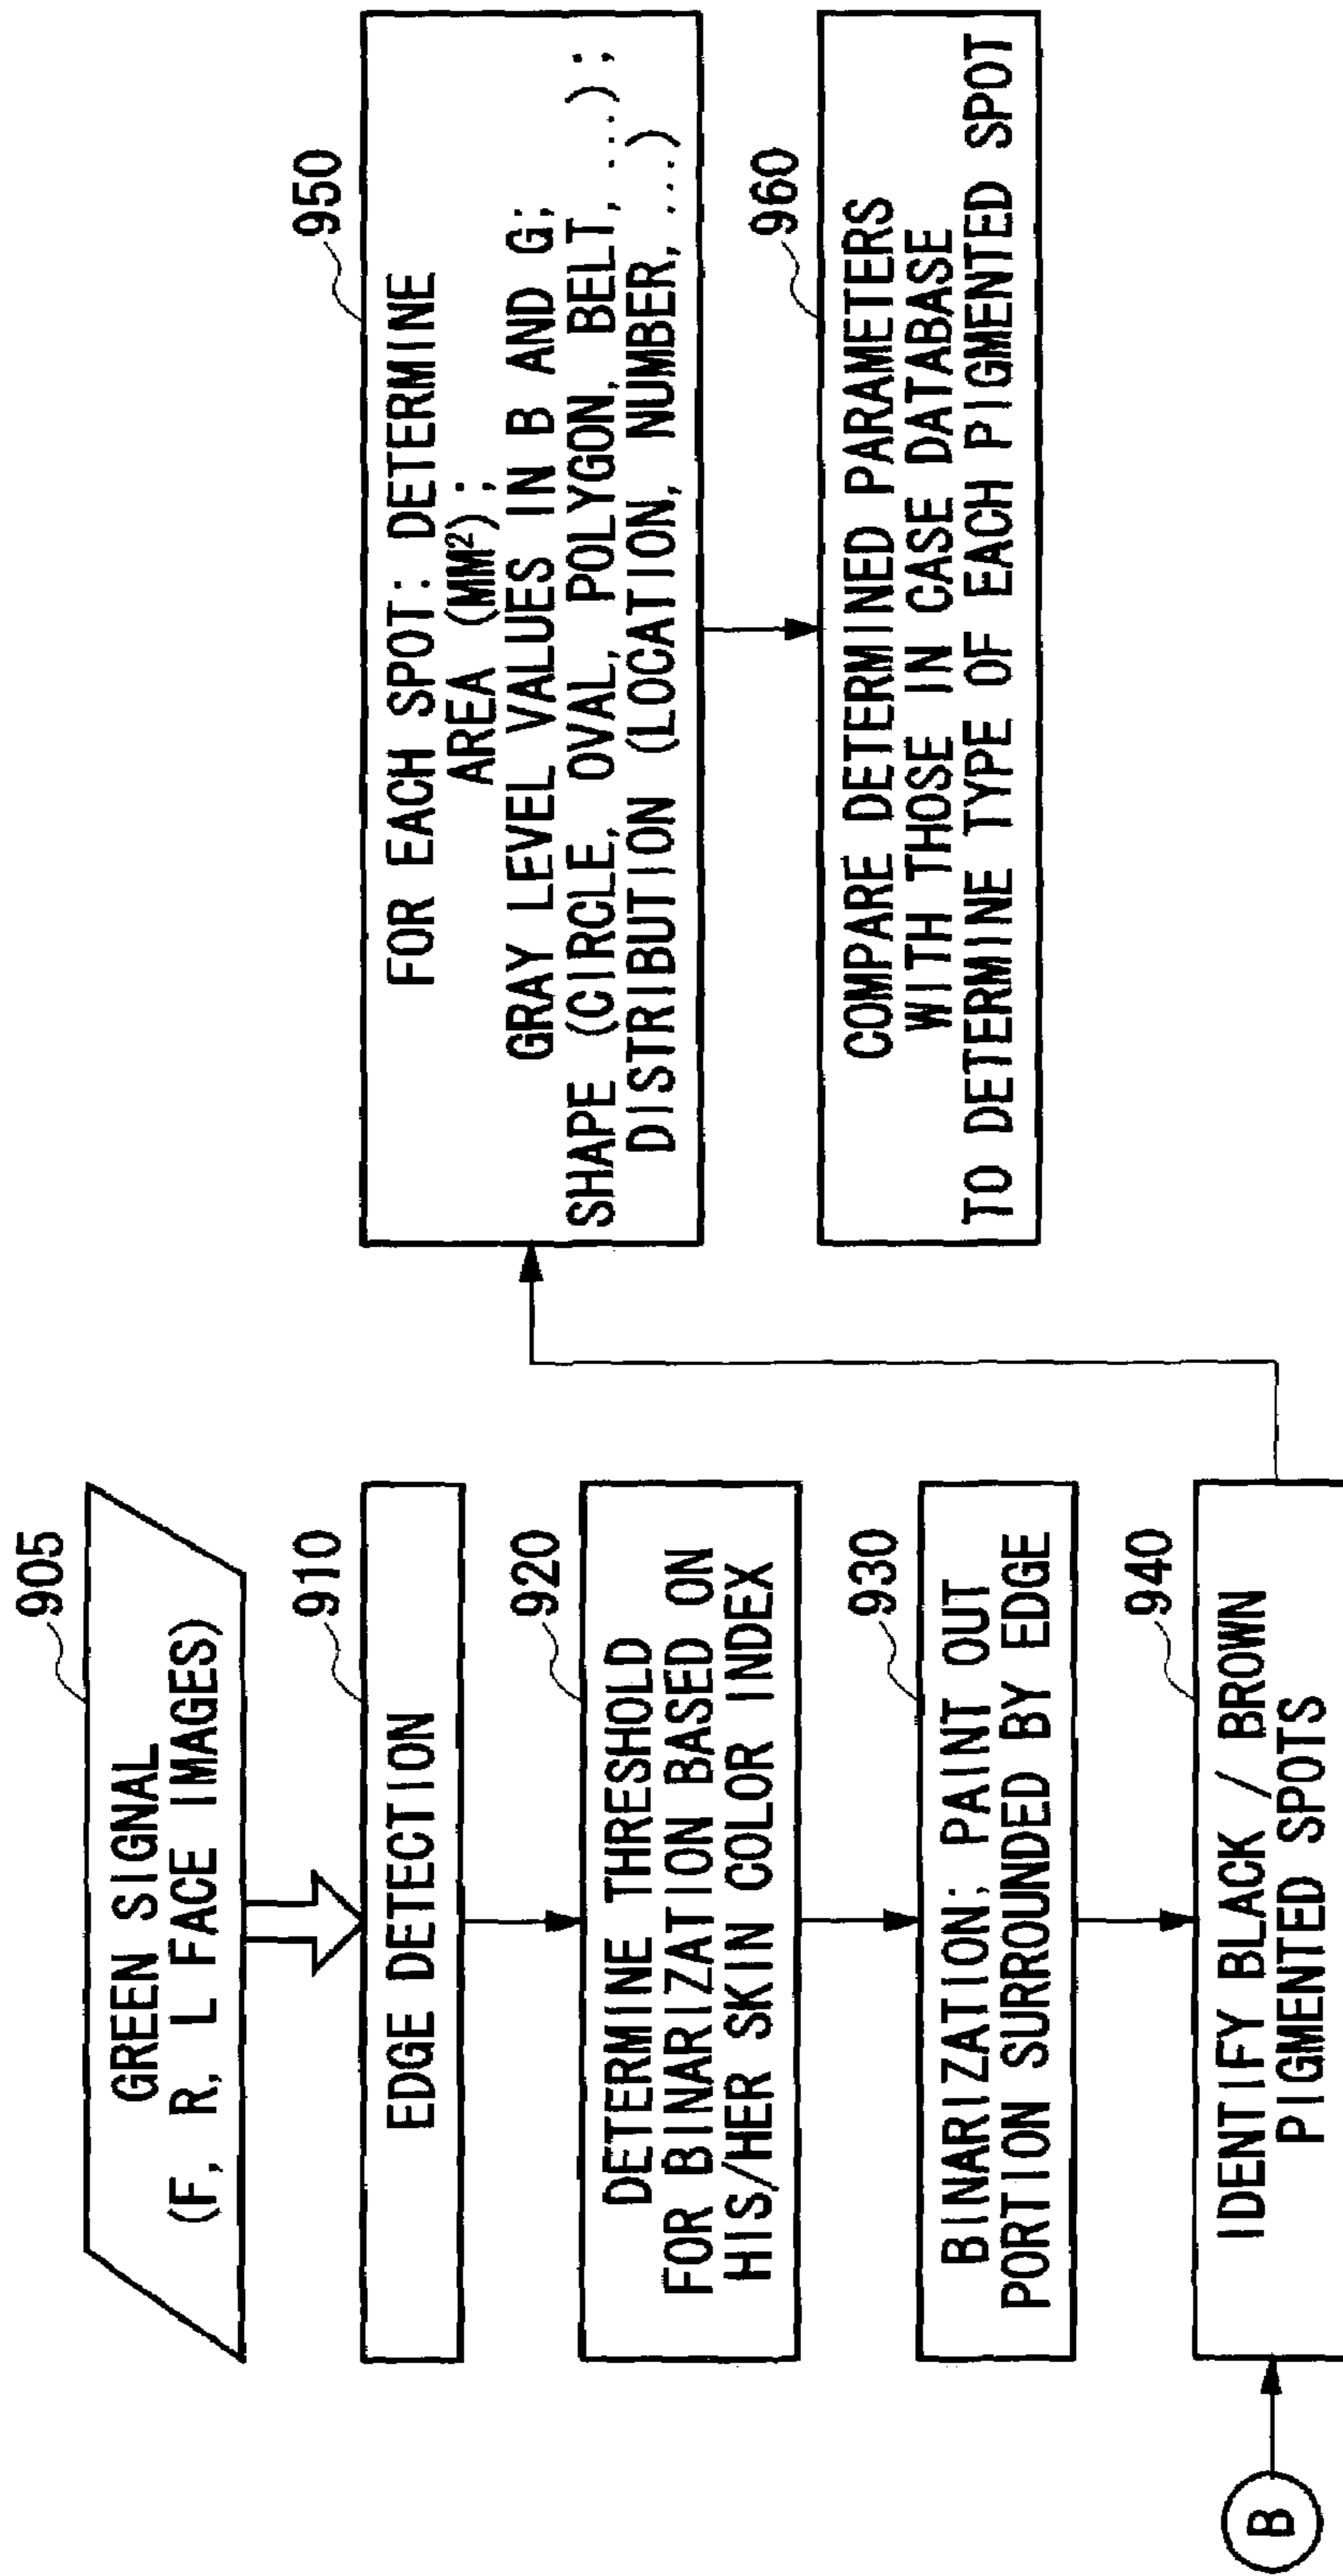 905
GREEN SIGNAL
(F, R, L FACE IMAGES)
910
EDGE DETECTION
920
DETERMINE THRESHOLD
FOR BINARIZATION BASED ON
HIS/HER SKIN COLOR INDEX
930
BINARIZATION; PAINT OUT
PORTION SURROUNDED BY EDGE
940
B
IDENTIFY BLACK / BROWN
PIGMENTED SPOTS
950
FOR EACH SPOT: DETERMINE
AREA (MM²);
GRAY LEVEL VALUES IN B AND G;
SHAPE (CIRCLE, OVAL, POLYGON, BELT, ...);
DISTRIBUTION (LOCATION, NUMBER, ...)
960
COMPARE DETERMINED PARAMETERS
WITH THOSE IN CASE DATABASE
TO DETERMINE TYPE OF EACH PIGMENTED SPOT